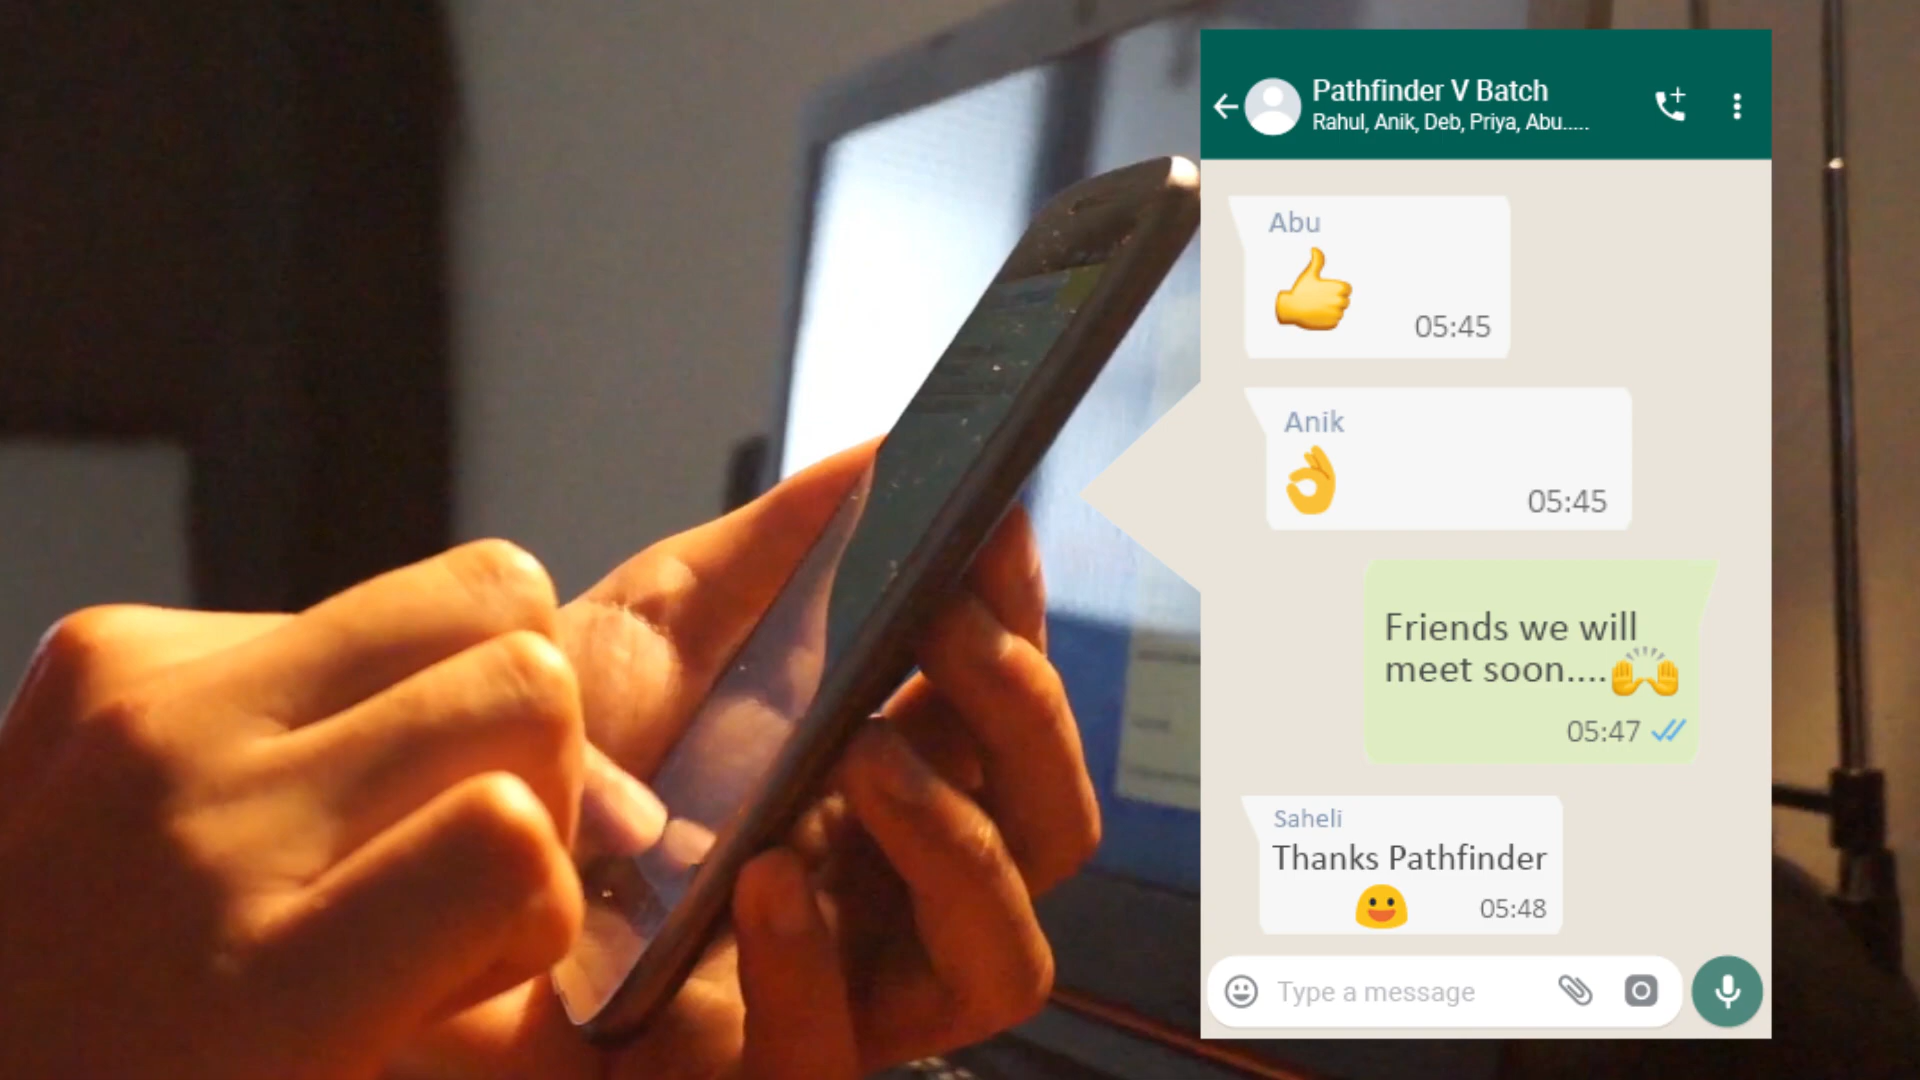 Pathfinder V Batch
Rahul, Anik, Deb, Priya, Abu.....
Abu
👍
05:45
Anik
👌
05:45
Friends we will
meet soon....🙌
05:47
Saheli
Thanks Pathfinder
😃
05:48
Type a message